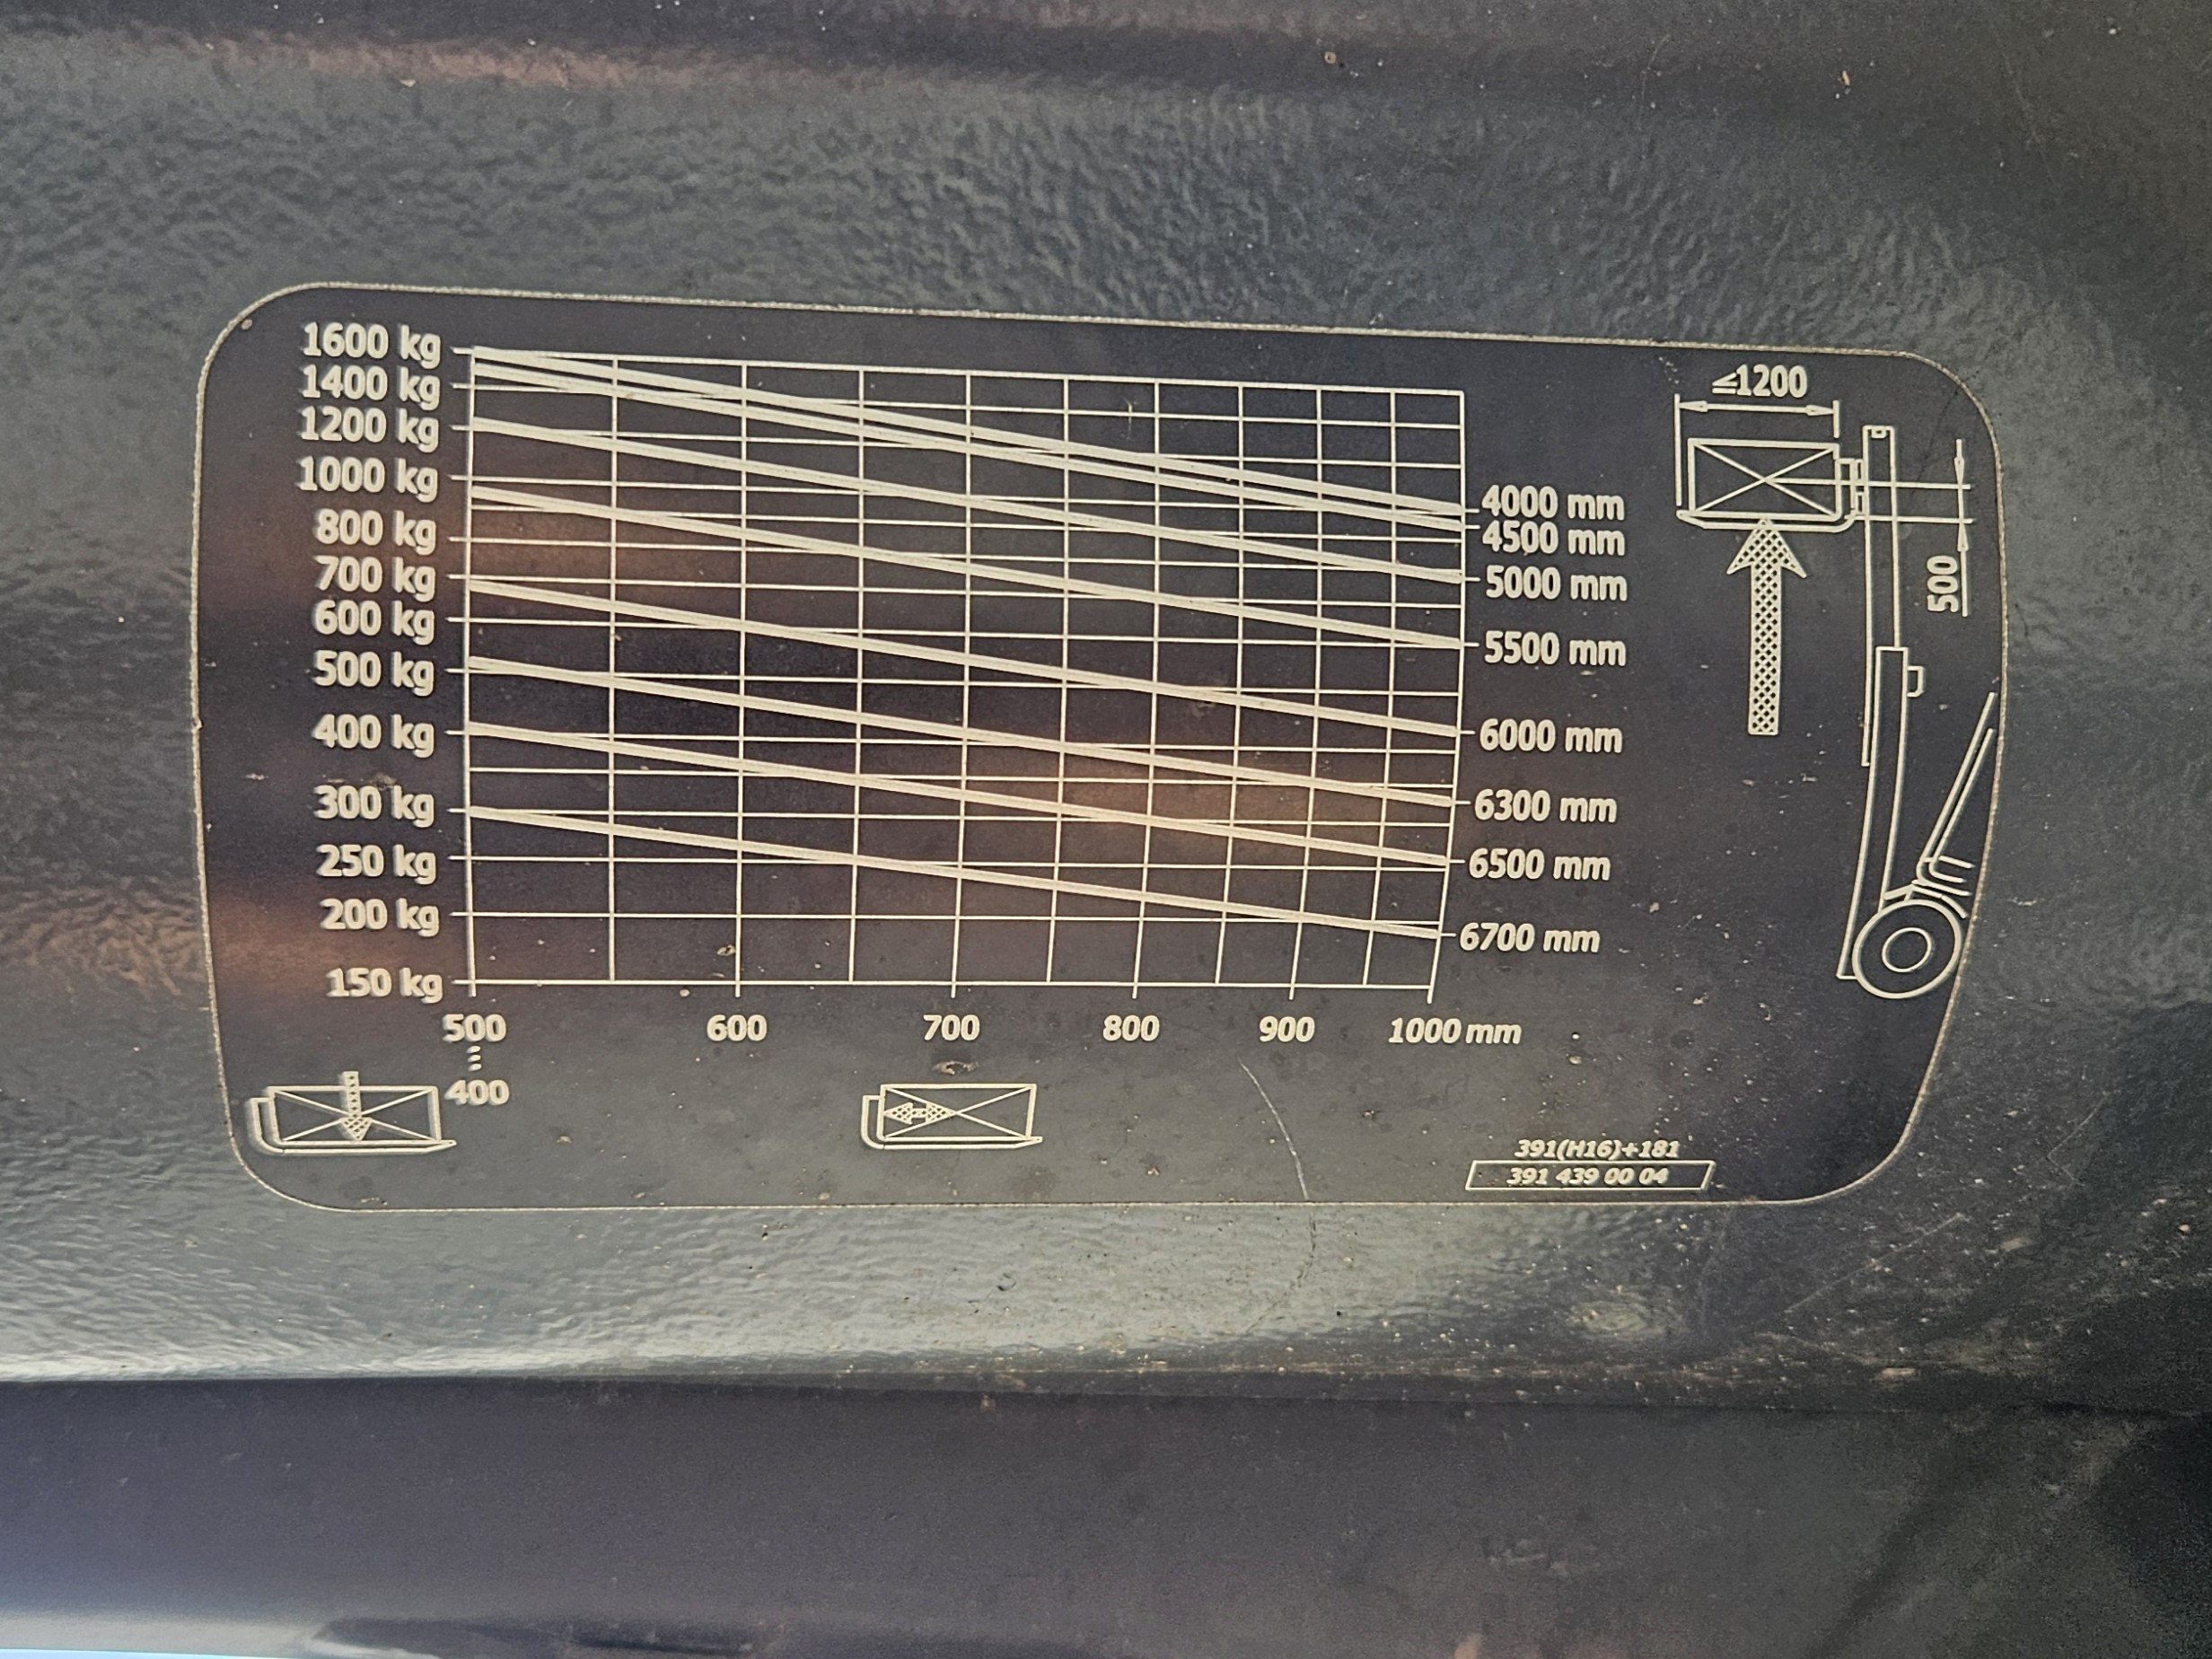 1600 kg
1400 kg
1200 kg
1000 kg
800 kg
700 kg
600 kg
500 kg
400 kg
300 kg
250 kg
200 kg
150 kg
500
600
700
800
900
1000 mm
400
4000 mm
4500 mm
5000 mm
5500 mm
6000 mm
6300 mm
6500 mm
6700 mm
≤1200
500
391(H16)+181
391 439 00 04